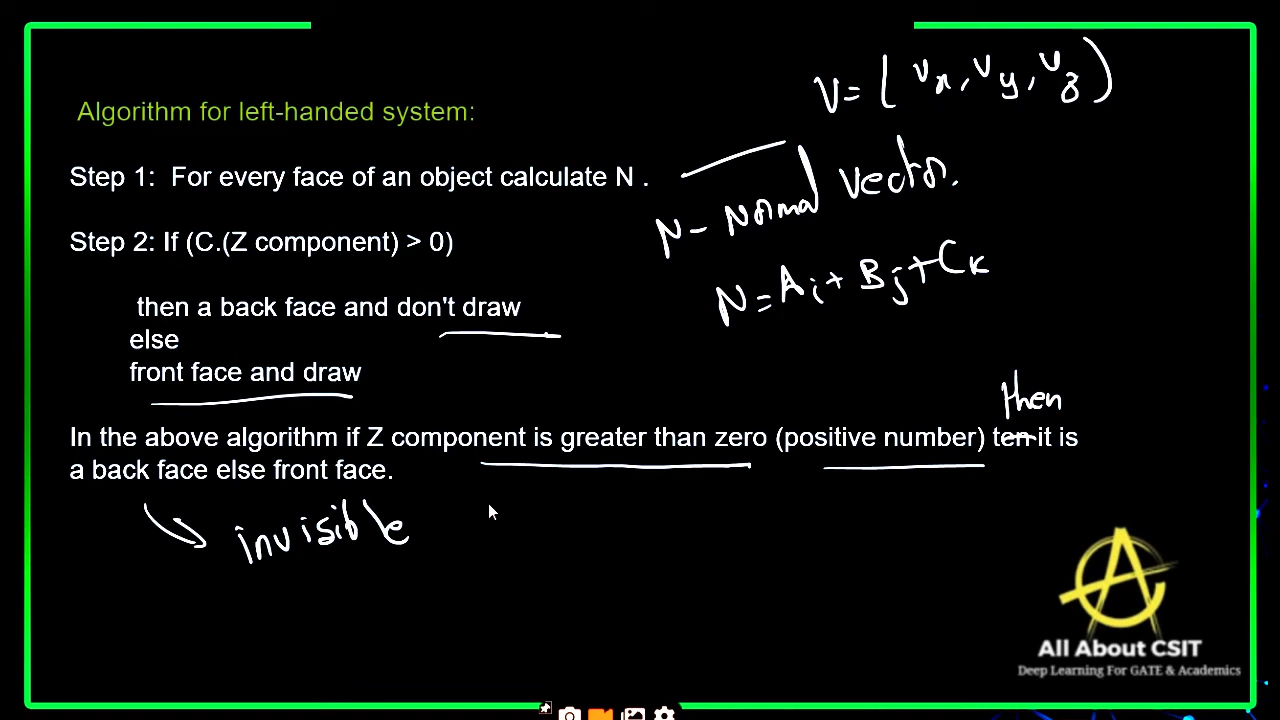 V = (Vx, Vy, Vz)
Algorithm for left-handed system:
Step 1:  For every face of an object calculate N .
N - Normal vector.
Step 2: If (C.(Z component) > 0)
N = Ai + Bj + Ck
then a back face and don't draw
else
front face and draw
then
In the above algorithm if Z component is greater than zero (positive number) ten it is
a back face else front face.
invisible
All About CSIT
Deep Learning For GATE & Academics